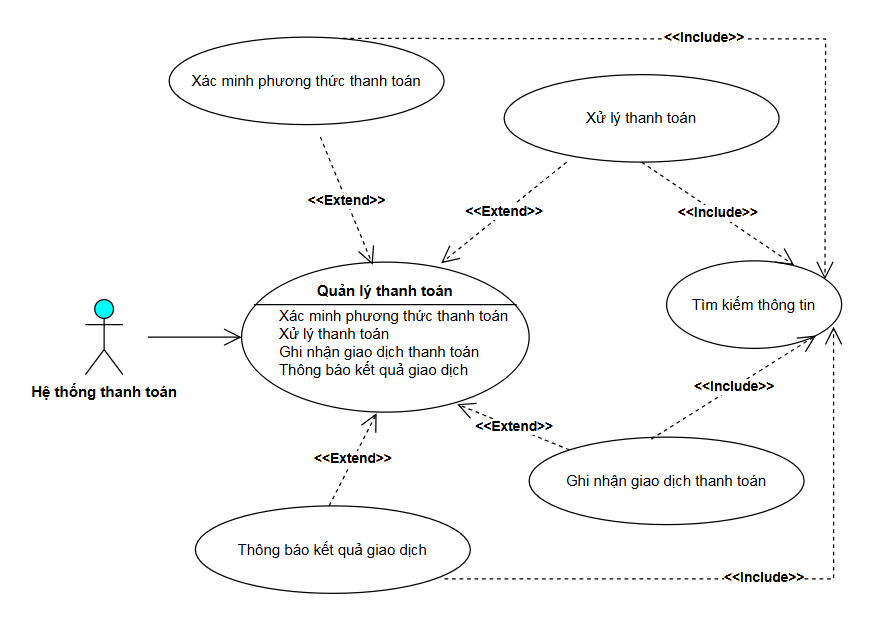 <<Include>>
Xác minh phương thức thanh toán
Xử lý thanh toán
<<Extend>>
<<Extend>>
<<Include>>
Quản lý thanh toán
Xác minh phương thức thanh toán
Xử lý thanh toán
Ghi nhận giao dịch thanh toán
Thông báo kết quả giao dịch
Tìm kiếm thông tin
Hệ thống thanh toán
<<Include>>
<<Extend>>
<<Extend>>
Ghi nhận giao dịch thanh toán
Thông báo kết quả giao dịch
<<Include>>